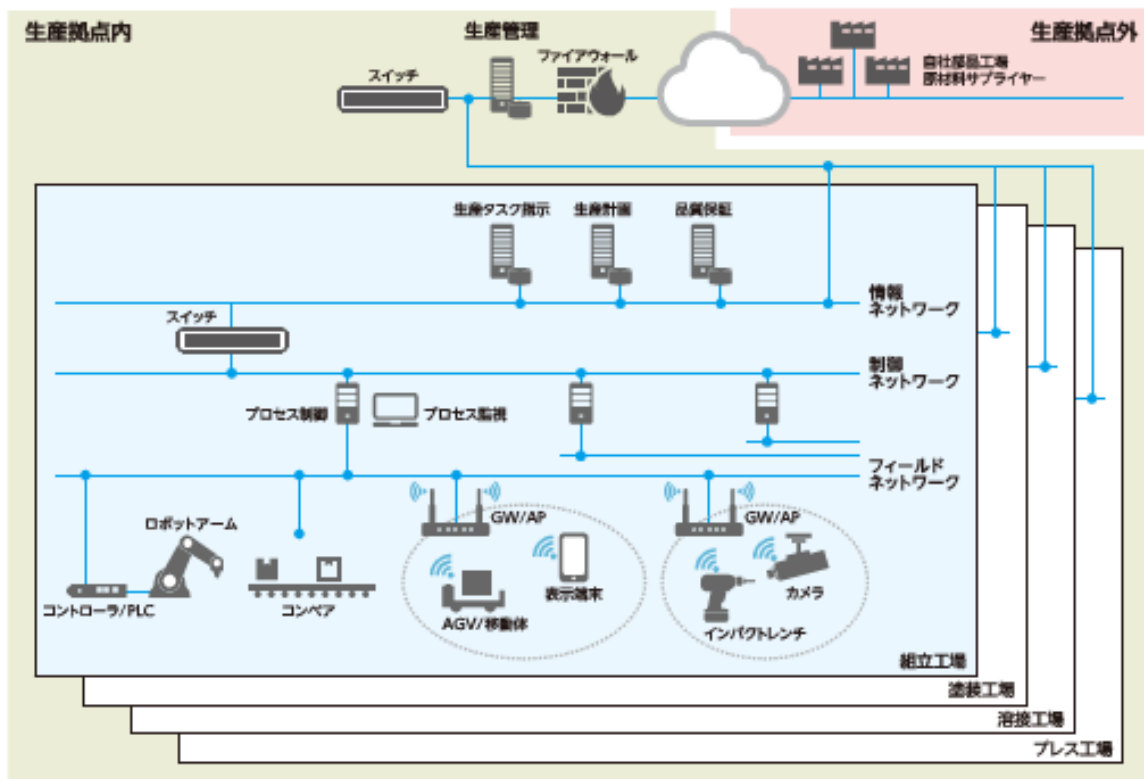 生産拠点内
生産管理
生産拠点外
ファイアウォール
スイッチ
自社部品工場
原材料サプライヤー
生産タスク指示
生産計画
品質保証
情報
ネットワーク
スイッチ
制御
ネットワーク
プロセス制御
プロセス監視
フィールド
ネットワーク
GW/AP
GW/AP
ロボットアーム
コントローラ/PLC
コンベア
AGV/移動体
表示端末
インパクトレンチ
カメラ
組立工場
塗装工場
溶接工場
プレス工場